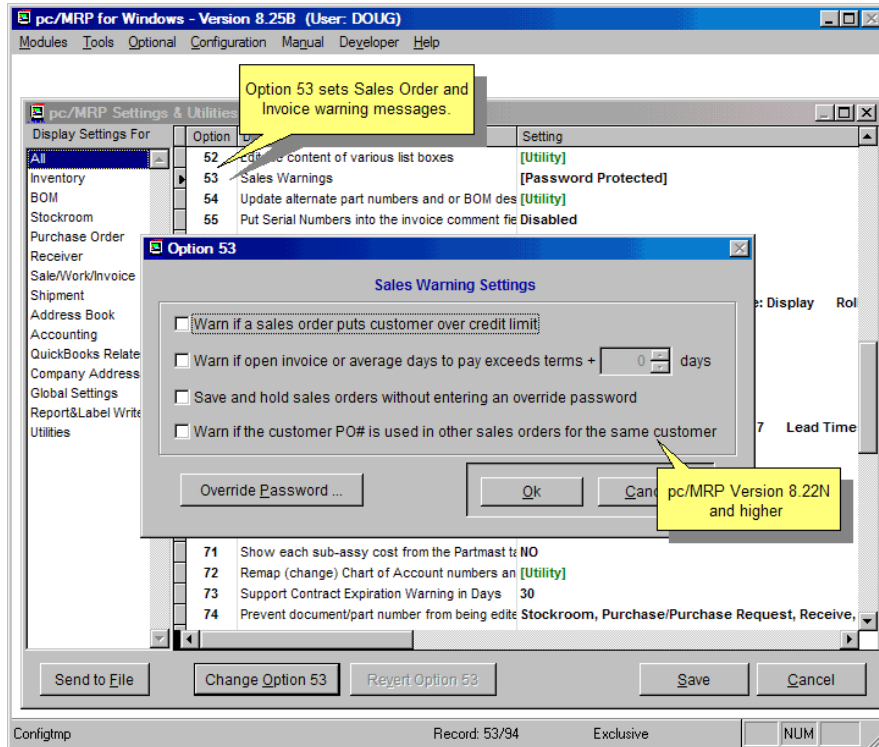 pc/MRP for Windows - Version 8.25B (User: DOUG)
Modules Tools Optional Configuration Manual Developer Help
Option 53 sets Sales Order and
Invoice warning messages.
pc/MRP Settings & Utilities
Display Settings For
Option
Setting
All
Inventory
BOM
Stockroom
Purchase Order
Receiver
Sale/Work/Invoice
Shipment
Address Book
Accounting
QuickBooks Relate
Company Address
Global Settings
Report&Label Write
Utilities
52 content of various list boxes [Utility]
53 Sales Warnings [Password Protected]
54 Update alternate part numbers and or BOM des [Utility]
55 Put Serial Numbers into the invoice comment fie Disabled
e: Display Rol
7 Lead Time
Option 53
Sales Warning Settings
Warn if a sales order puts customer over credit limit
Warn if open invoice or average days to pay exceeds terms + 0 days
Save and hold sales orders without entering an override password
Warn if the customer PO# is used in other sales orders for the same customer
Override Password ...
Ok
Canc
pc/MRP Version 8.22N
and higher
71 Show each sub-assy cost from the Partmast ta NO
72 Remap (change) Chart of Account numbers an [Utility]
73 Support Contract Expiration Warning in Days 30
74 Prevent document/part number from being edite Stockroom, Purchase/Purchase Request, Receive,
Send to File
Change Option 53
Revert Option 53
Save
Cancel
Configtmp
Record: 53/94
Exclusive
NUM